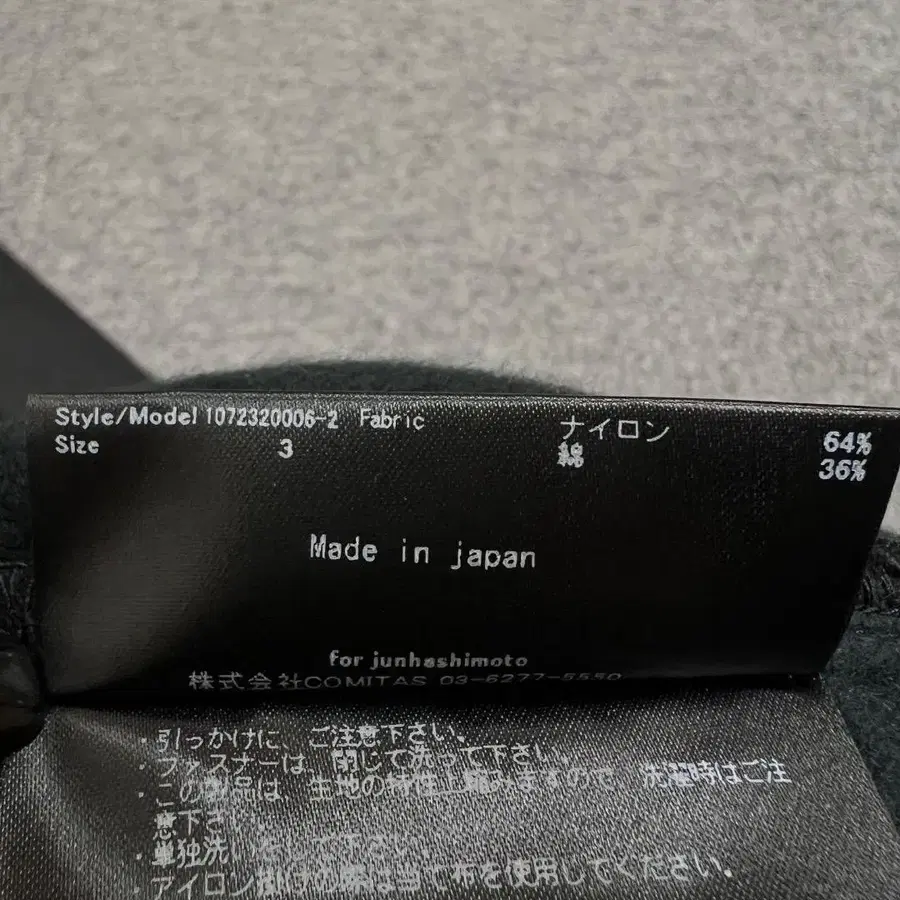 Style/Model 1072320006-2 Fabric ナイロン 64%
Size 3 綿 36%
Made in japan
for junhashimoto
株式会社COMITAS 03-6277-5550
・引っかけに、ご注意下さい。
・ファスナーは、閉じて洗って下さい。
・この製品は、生地の特性上縮みますので、洗濯時はご注
意下さい。
・単独洗いをして下さい。
・アイロン掛けの際は当て布を使用してください。